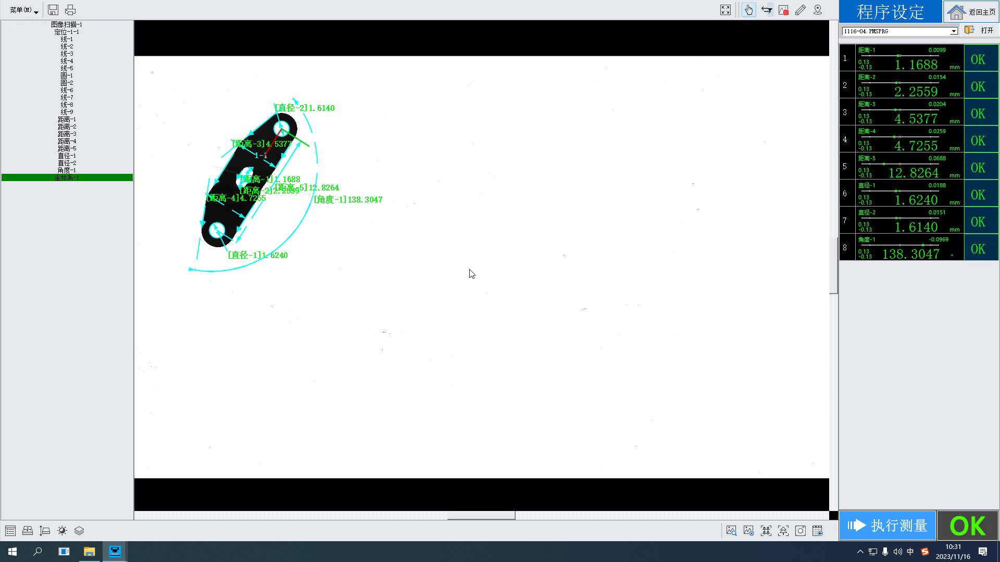 菜单(M)
程序设定
返回主页
1116-04.PMSPRG
打开
图像扫描-1
定位-1-1
线-1
线-2
线-3
线-4
线-5
圆-1
圆-2
线-6
线-7
线-8
线-9
距离-1
距离-2
距离-3
距离-4
距离-5
直径-1
直径-2
角度-1
坐标系-1
[直径-2]1.6140
[距离-3]4.5377
1-1
[距离-1]1.1688
[距离-2]2.2559
[距离-5]12.8264
[距离-4]4.7255
[角度-1]138.3047
[直径-1]1.6240
1 距离-1 0.0099
0.13
-0.13 1.1688 mm OK
2 距离-2 0.0154
0.13
-0.13 2.2559 mm OK
3 距离-3 0.0204
0.13
-0.13 4.5377 mm OK
4 距离-4 0.0259
0.13
-0.13 4.7255 mm OK
5 距离-5 0.0688
0.13
-0.13 12.8264 mm OK
6 直径-1 0.0188
0.13
-0.13 1.6240 mm OK
7 直径-2 0.0151
0.13
-0.13 1.6140 mm OK
8 角度-1 -0.0969
0.13
-0.13 138.3047 ° OK
执行测量
OK
中
10:31
2023/11/16